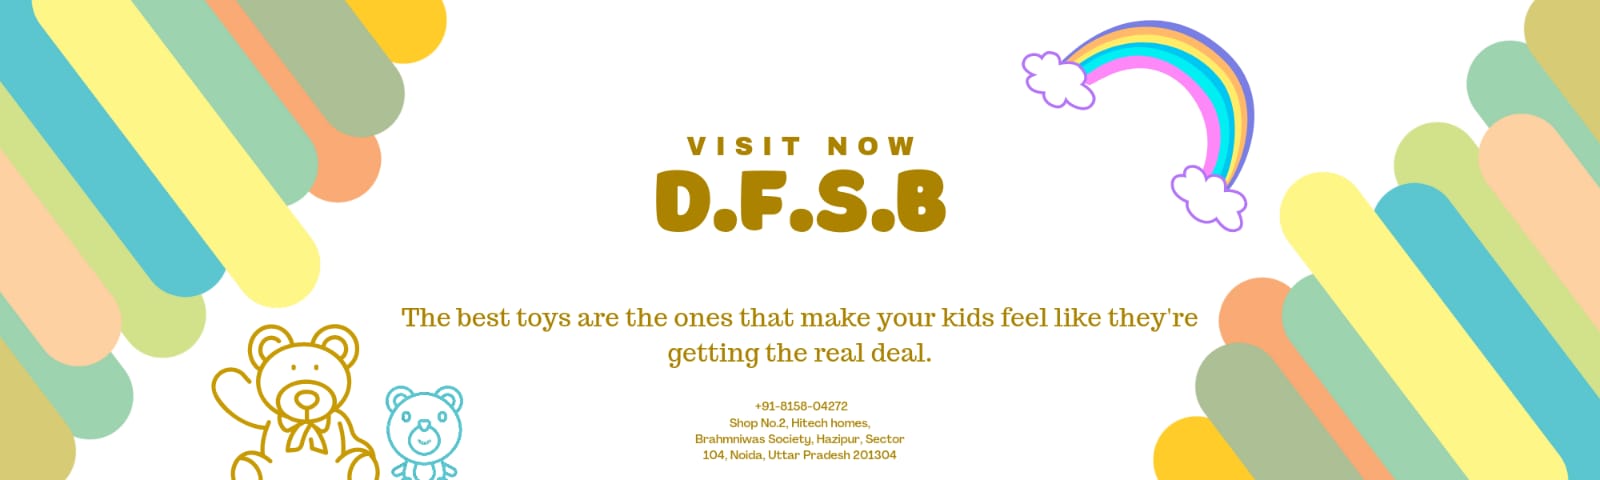 VISIT NOW
D.F.S.B
The best toys are the ones that make your kids feel like they're
getting the real deal.
+91-8158-04272
Shop No.2, Hitech homes,
Brahmniwas Society, Hazipur, Sector
104, Noida, Uttar Pradesh 201304